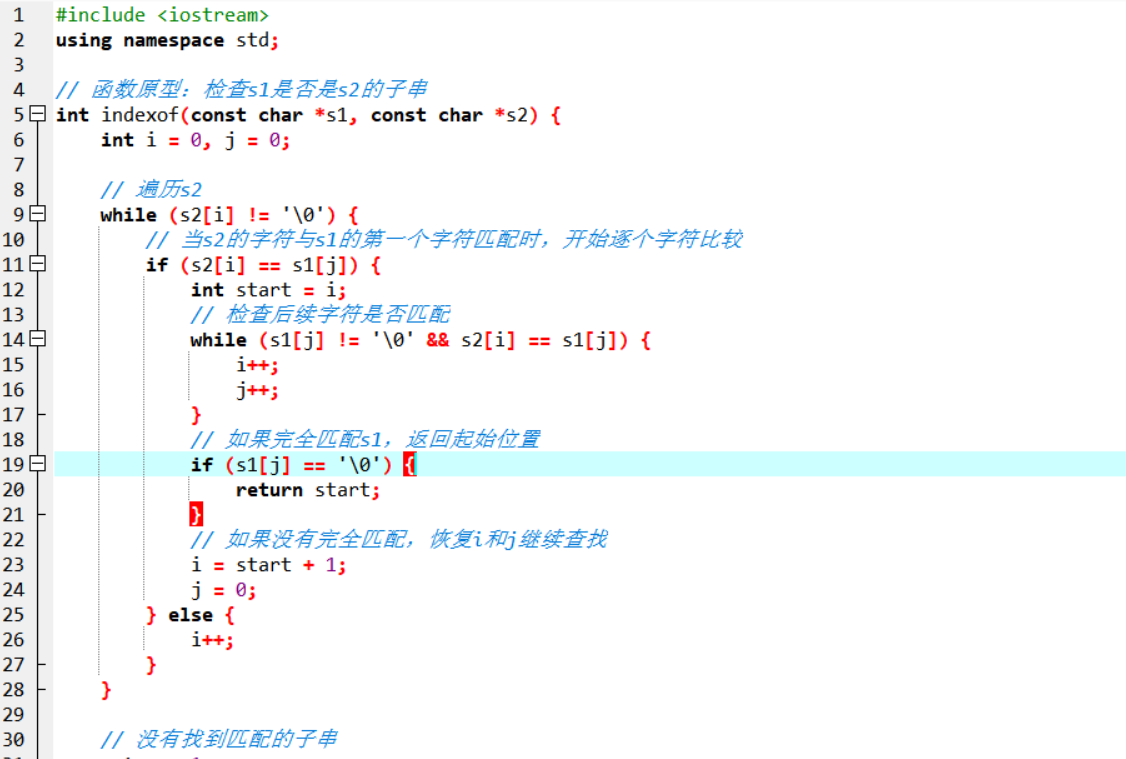 1 #include <iostream>
2 using namespace std;
3
4 // 函数原型：检查s1是否是s2的子串
5 int indexof(const char *s1, const char *s2) {
6 int i = 0, j = 0;
7
8 // 遍历s2
9 while (s2[i] != '\0') {
10 // 当s2的字符与s1的第一个字符匹配时，开始逐个字符比较
11 if (s2[i] == s1[j]) {
12 int start = i;
13 // 检查后续字符是否匹配
14 while (s1[j] != '\0' && s2[i] == s1[j]) {
15 i++;
16 j++;
17 }
18 // 如果完全匹配s1，返回起始位置
19 if (s1[j] == '\0') {
20 return start;
21 }
22 // 如果没有完全匹配，恢复i和j继续查找
23 i = start + 1;
24 j = 0;
25 } else {
26 i++;
27 }
28 }
29
30 // 没有找到匹配的子串